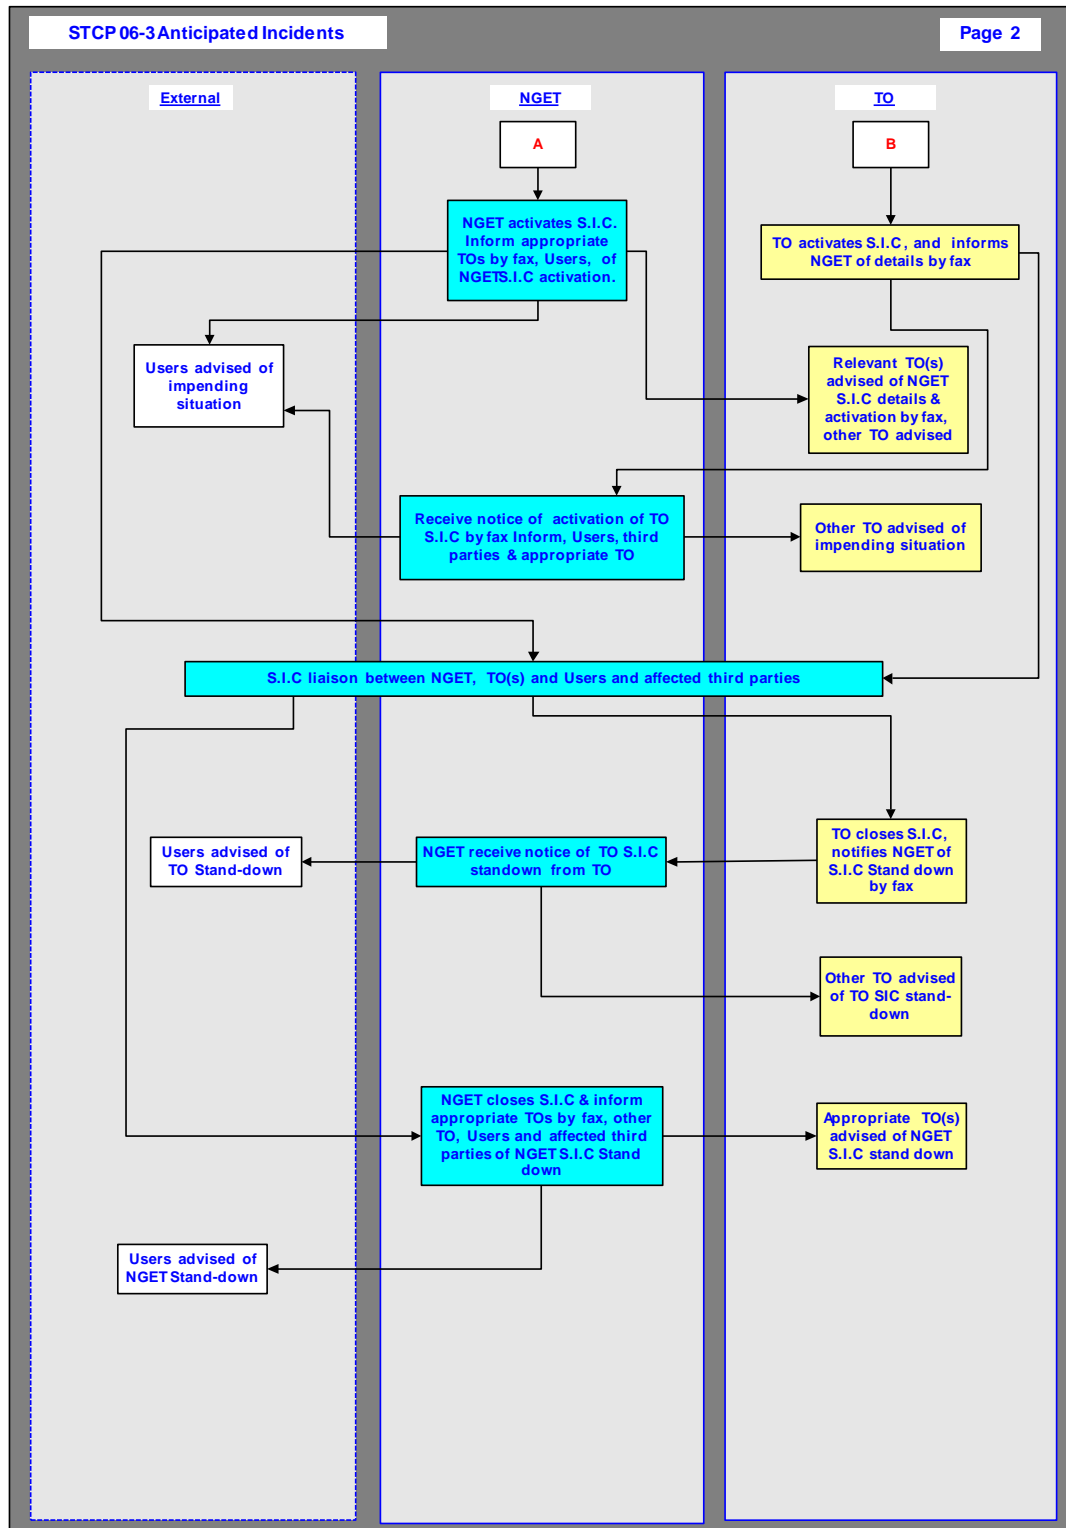 STCP 06-3 Anticipated Incidents
Page 2
External
NGET
TO
A
B
NGET activates S.I.C.
Inform appropriate
TOs by fax, Users, of
NGET S.I.C activation.
TO activates S.I.C, and informs
NGET of details by fax
Users advised of
impending
situation
Relevant TO(s)
advised of NGET
S.I.C details &
activation by fax,
other TO advised
Receive notice of activation of TO
S.I.C by fax Inform, Users, third
parties & appropriate TO
Other TO advised of
impending situation
S.I.C liaison between NGET, TO(s) and Users and affected third parties
Users advised of
TO Stand-down
NGET receive notice of TO S.I.C
standown from TO
TO closes S.I.C,
notifies NGET of
S.I.C Stand down
by fax
Other TO advised
of TO SIC stand-
down
NGET closes S.I.C & inform
appropriate TOs by fax, other
TO, Users and affected third
parties of NGET S.I.C Stand
down
Appropriate TO(s)
advised of NGET
S.I.C stand down
Users advised of
NGET Stand-down